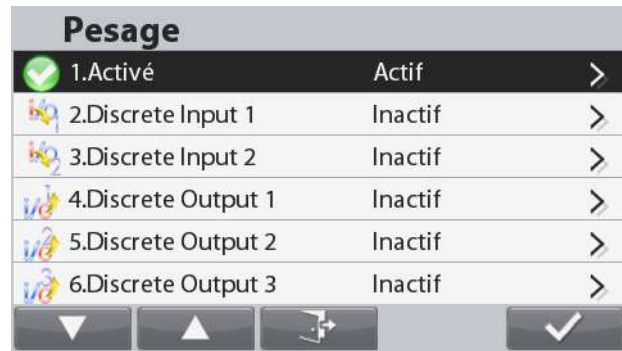 Pesage
1.Activé Actif
2.Discrete Input 1 Inactif
3.Discrete Input 2 Inactif
4.Discrete Output 1 Inactif
5.Discrete Output 2 Inactif
6.Discrete Output 3 Inactif